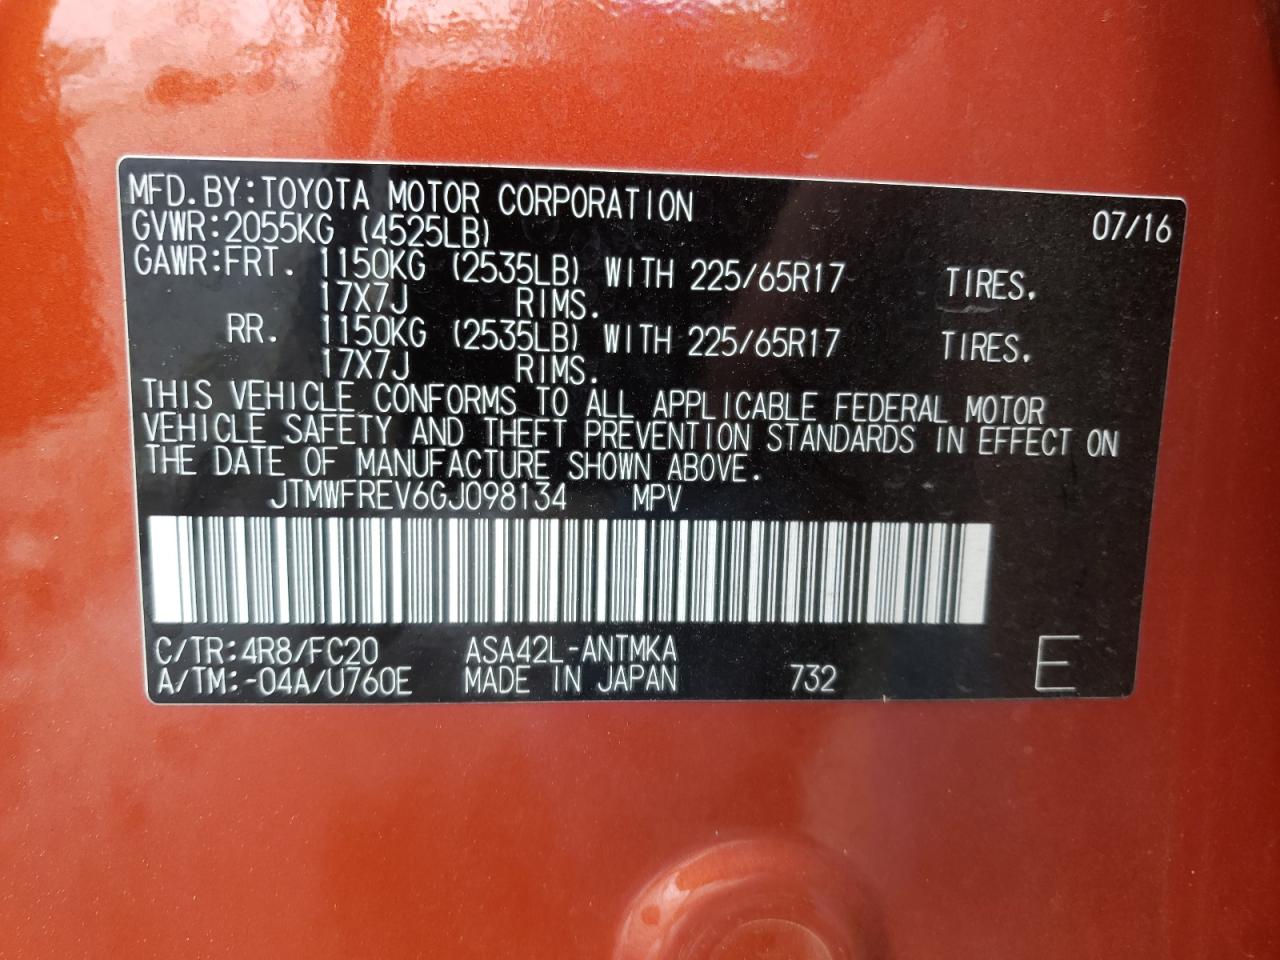 MFD.BY:TOYOTA MOTOR CORPORATION 07/16
GVWR:2055KG (4525LB)
GAWR:FRT. 1150KG (2535LB) WITH 225/65R17 TIRES,
17X7J RIMS.
RR. 1150KG (2535LB) WITH 225/65R17 TIRES,
17X7J RIMS.
THIS VEHICLE CONFORMS TO ALL APPLICABLE FEDERAL MOTOR
VEHICLE SAFETY AND THEFT PREVENTION STANDARDS IN EFFECT ON
THE DATE OF MANUFACTURE SHOWN ABOVE.
JTMWFREV6GJ098134 MPV
C/TR:4R8/FC20 ASA42L-ANTMKA
A/TM:-04A/U760E MADE IN JAPAN 732 E